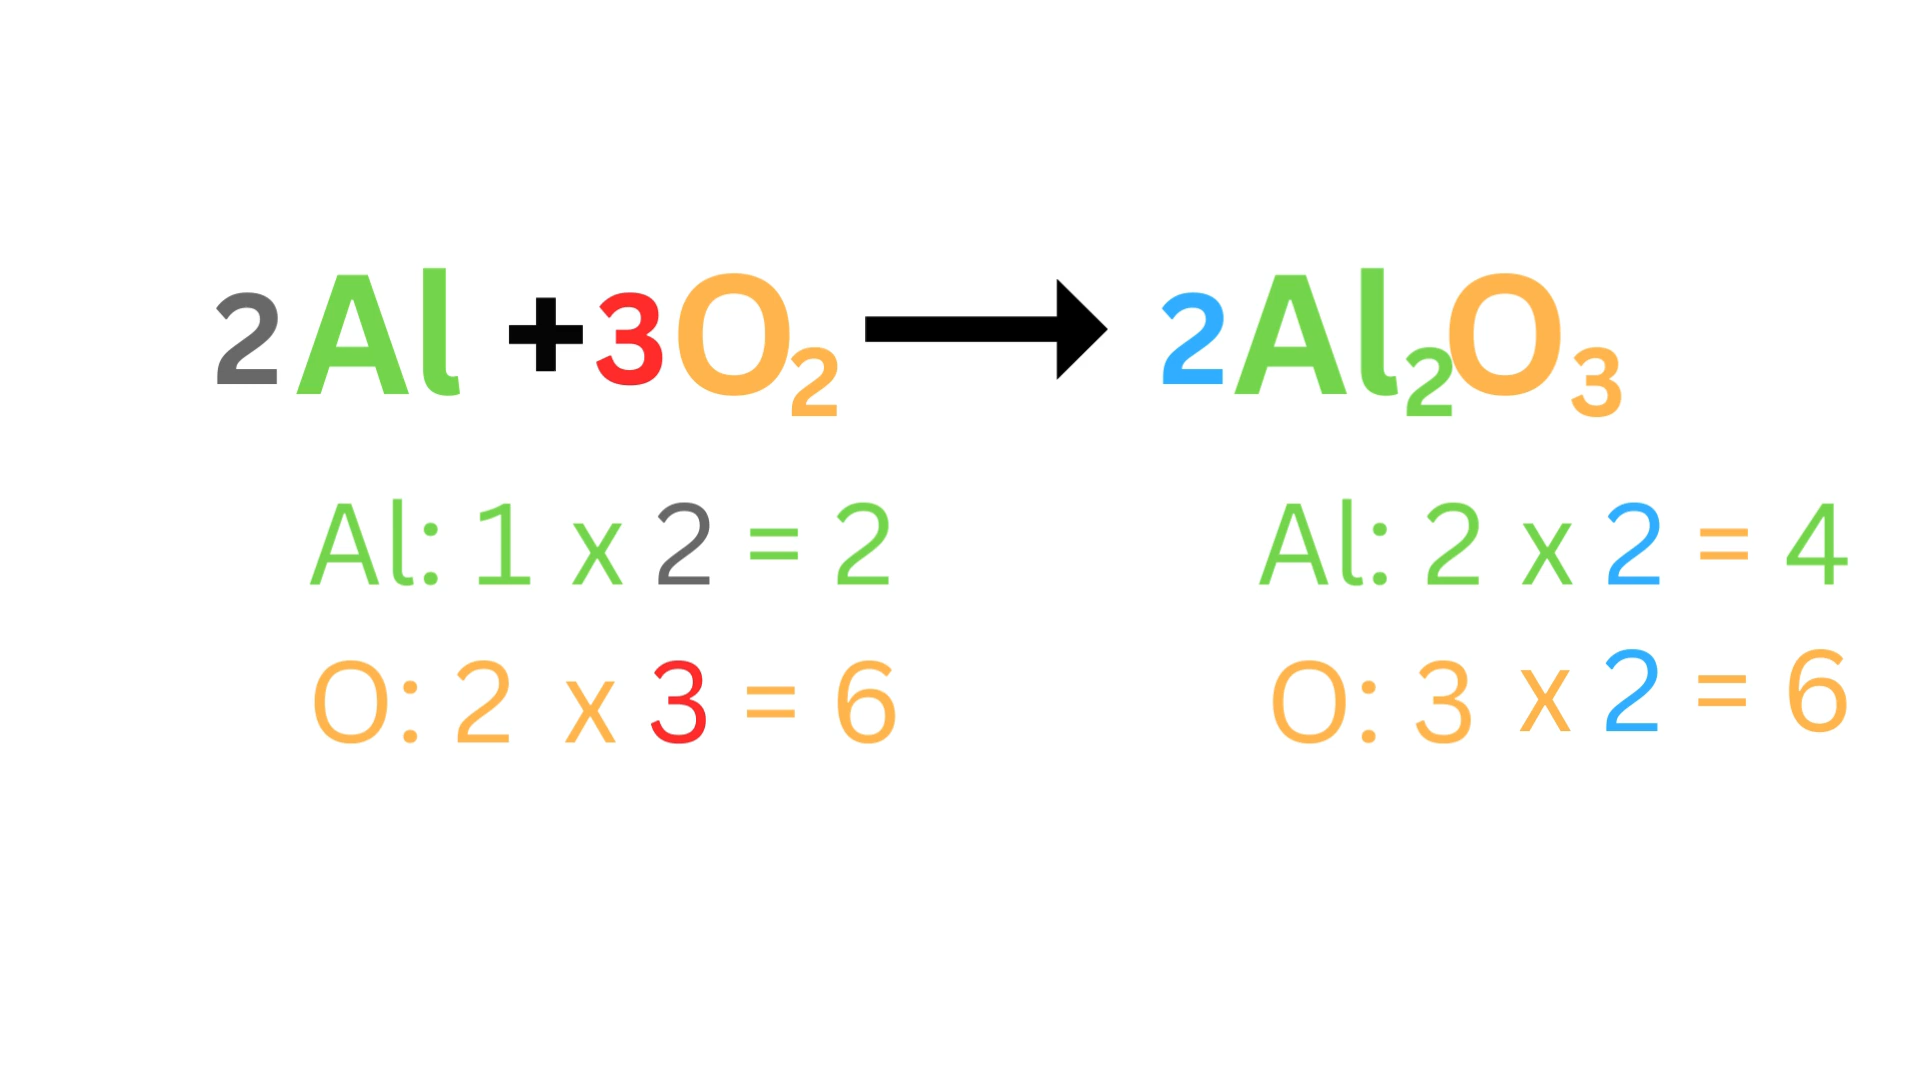 2Al +3O₂ → 2Al₂O₃
Al: 1 x 2 = 2
Al: 2 x 2 = 4
O: 2 x 3 = 6
O: 3 x 2 = 6